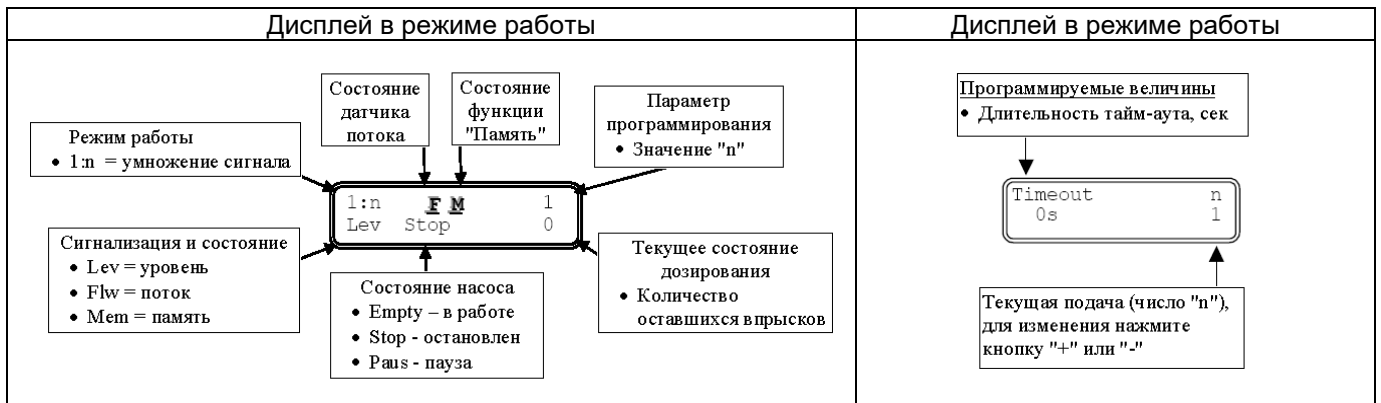 Дисплей в режиме работы
Дисплей в режиме работы
Состояние
датчика
потока
Состояние
функции
"Память"
Параметр
программирования
• Значение "n"
Режим работы
• 1:n = умножение сигнала
1:n F M 1
Lev Stop 0
Сигнализация и состояние
• Lev = уровень
• Flw = поток
• Mem = память
Состояние насоса
• Empty – в работе
• Stop - остановлен
• Paus - пауза
Текущее состояние
дозирования
• Количество
оставшихся впрысков
Программируемые величины
• Длительность тайм-аута, сек
Timeout n
0s 1
Текущая подача (число "n"),
для изменения нажмите
кнопку "+" или "-"